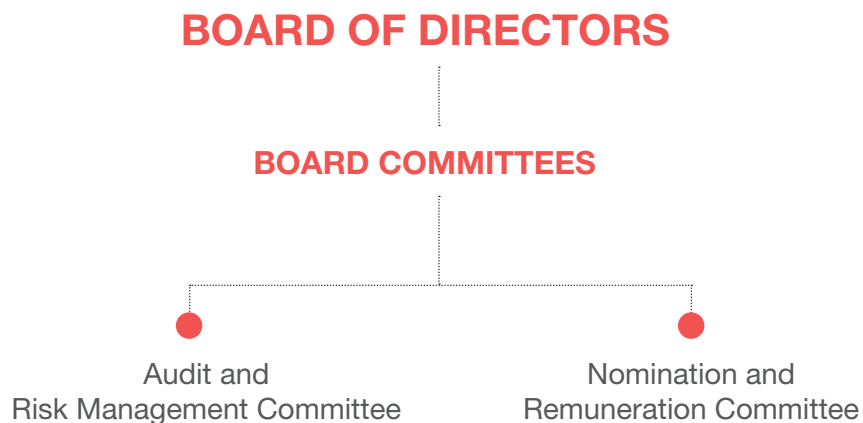 BOARD OF DIRECTORS
BOARD COMMITTEES
Audit and
Risk Management Committee
Nomination and
Remuneration Committee